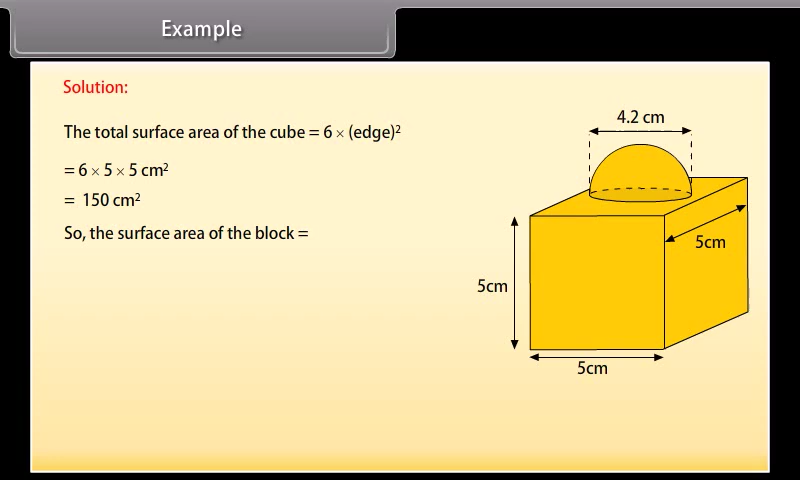 Example
Solution:
The total surface area of the cube = 6 × (edge)²
= 6 × 5 × 5 cm²
= 150 cm²
So, the surface area of the block =
4.2 cm
5cm
5cm
5cm